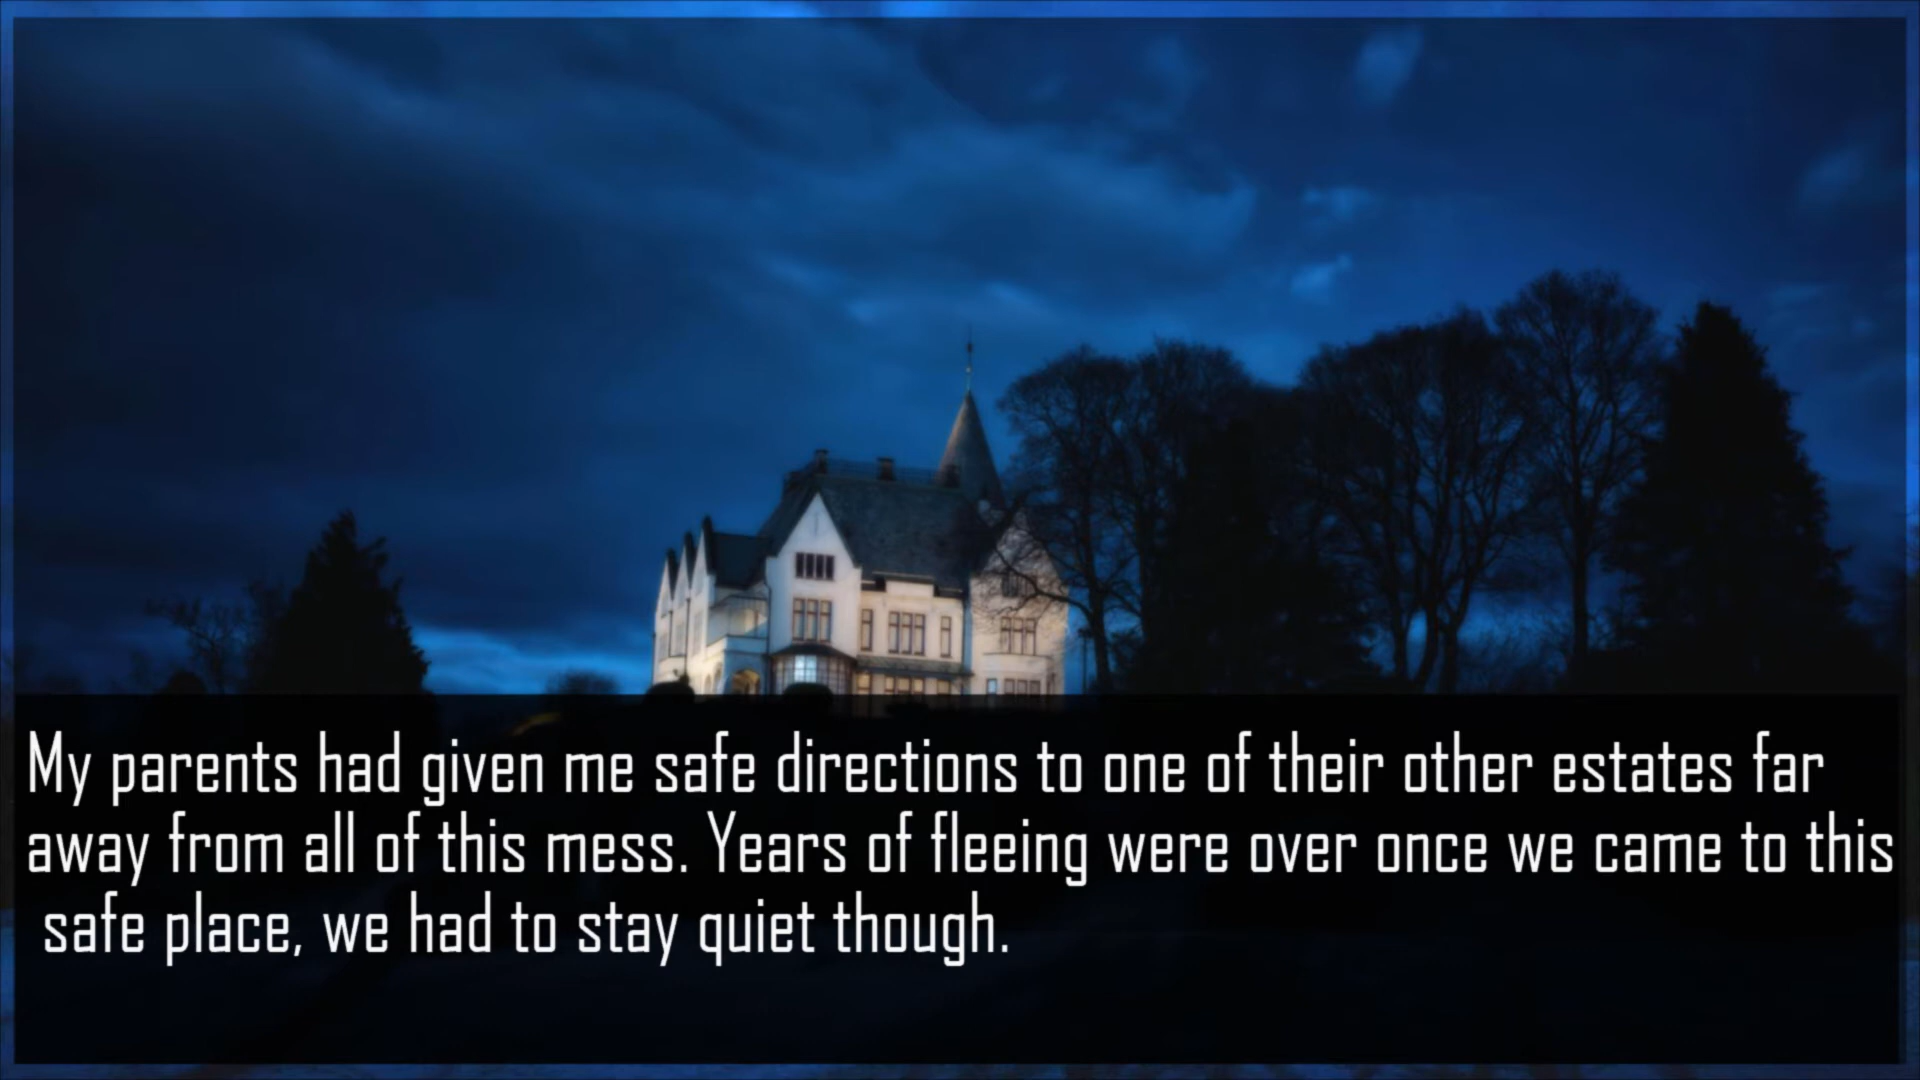 My parents had given me safe directions to one of their other estates far
away from all of this mess. Years of fleeing were over once we came to this
safe place, we had to stay quiet though.